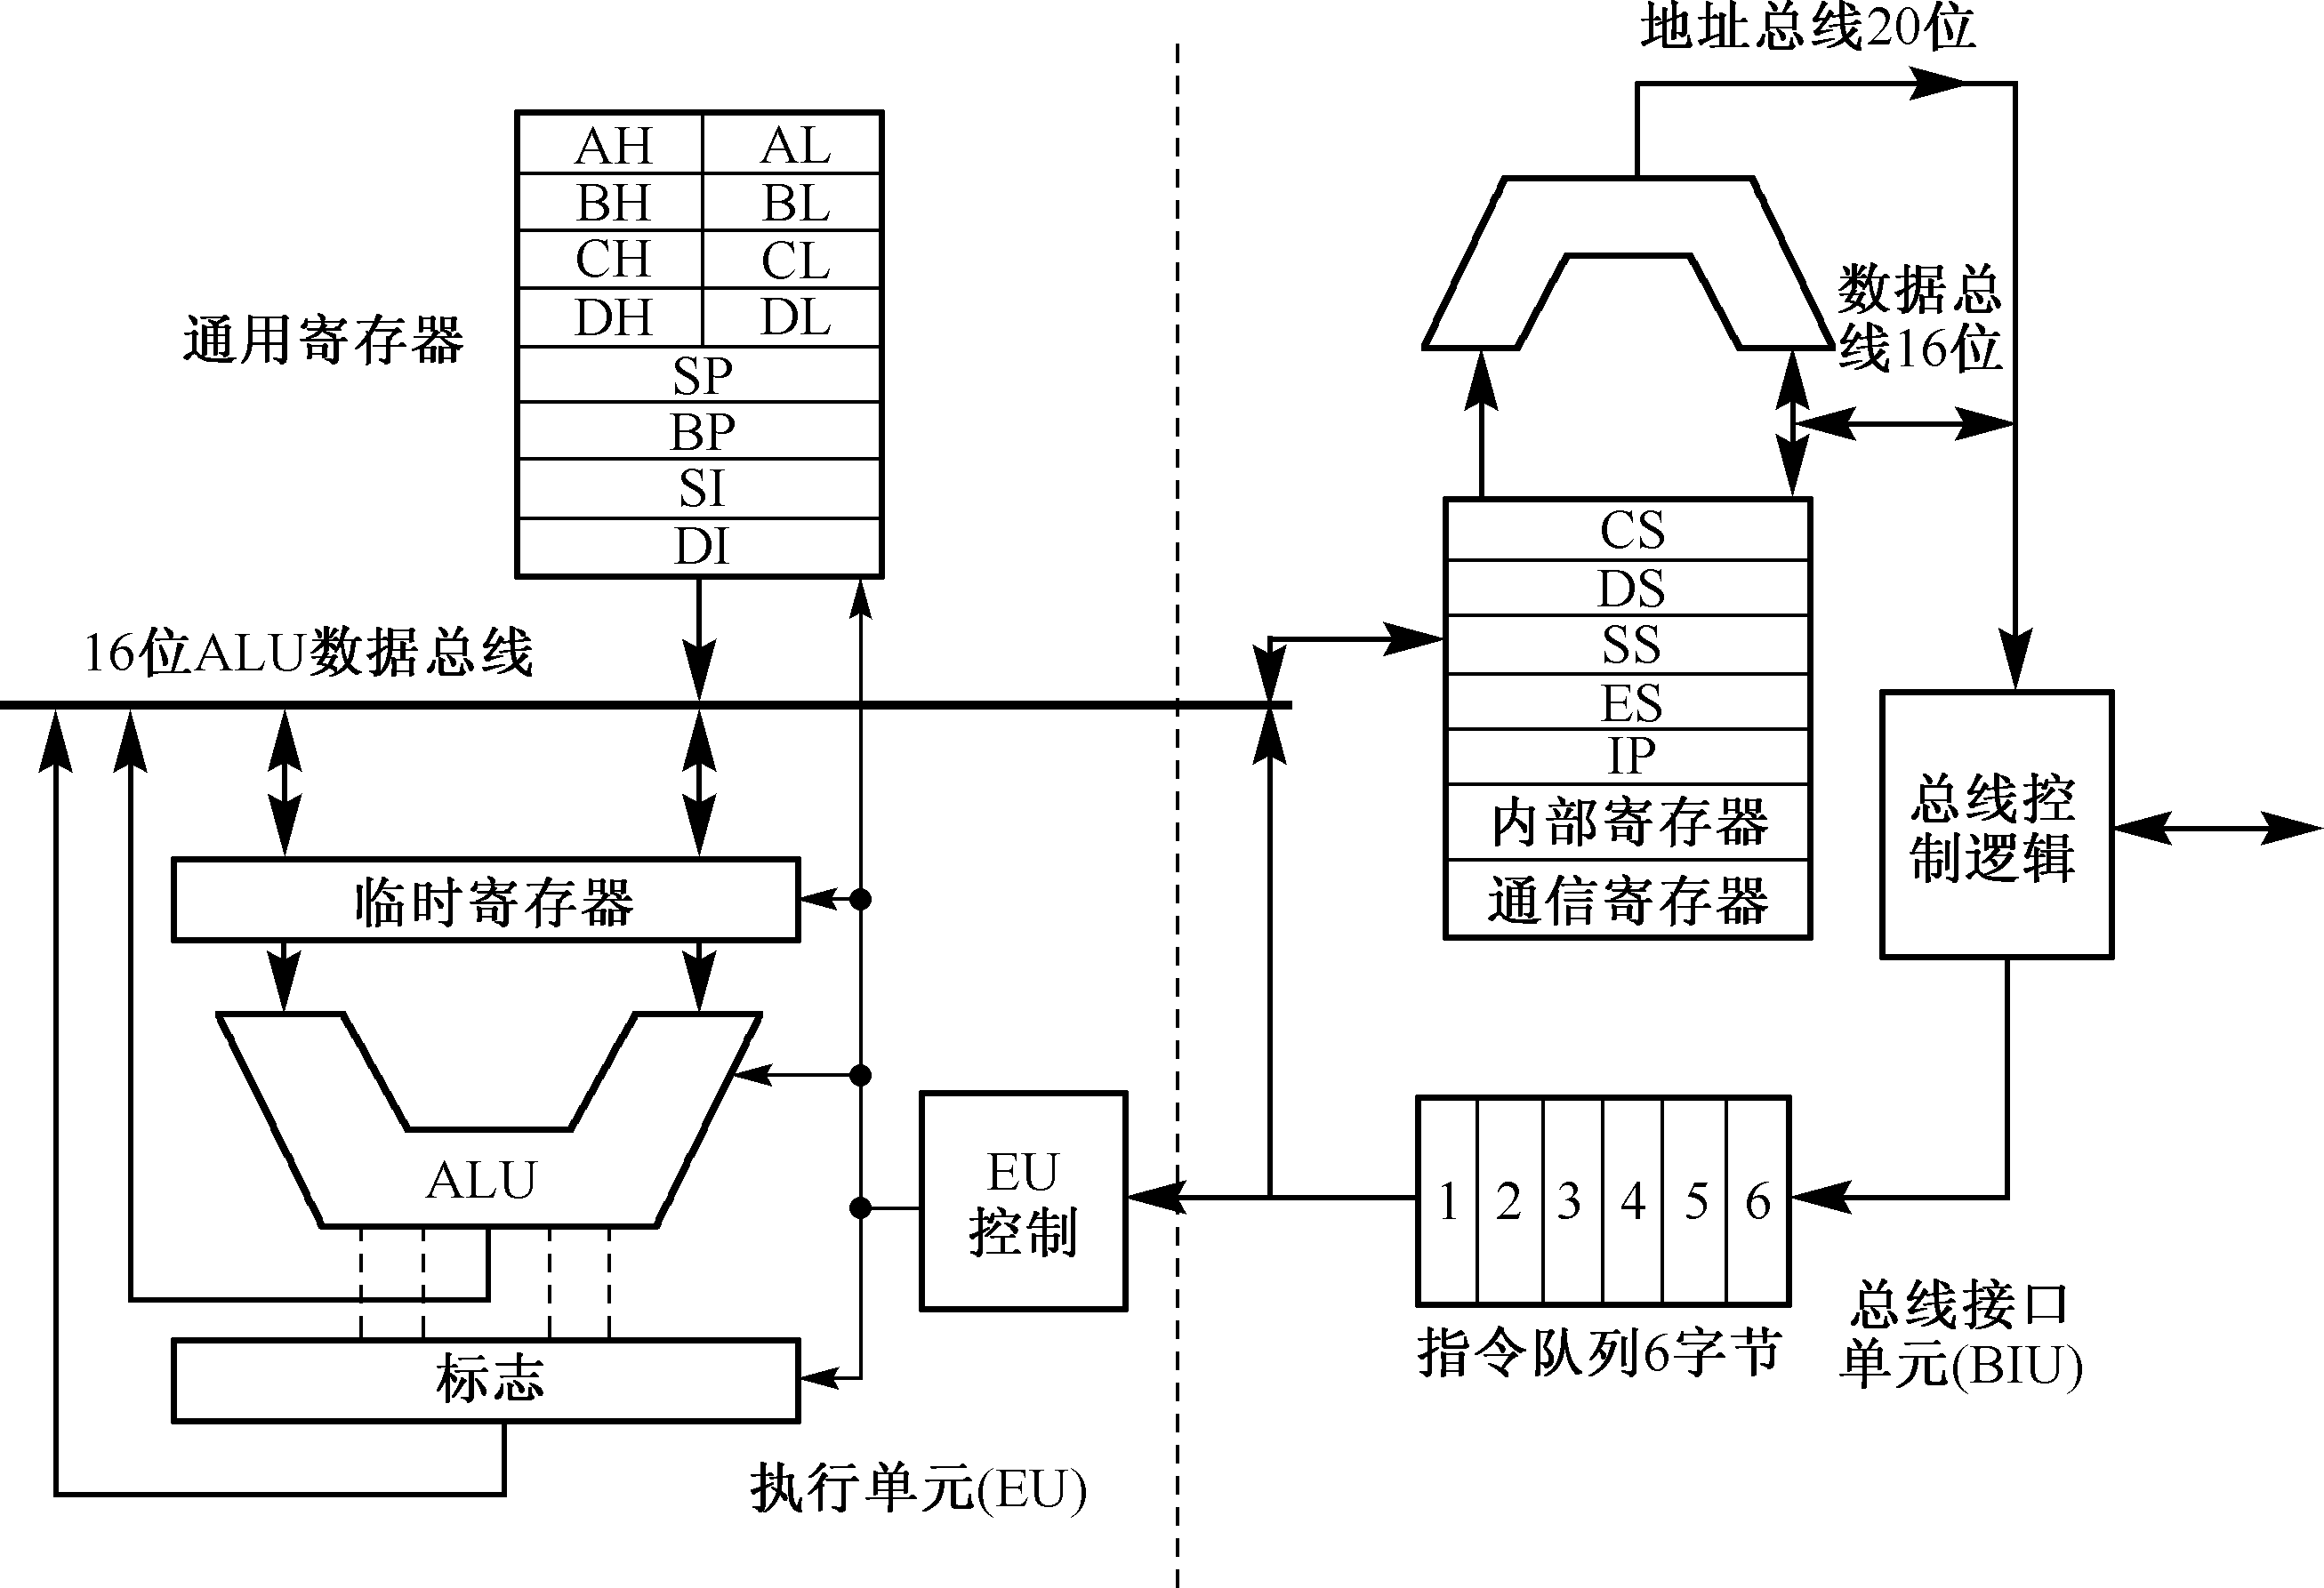 地址总线20位
AH AL
BH BL
CH CL
DH DL
SP
BP
SI
DI
通用寄存器
16位ALU数据总线
临时寄存器
ALU
标志
EU
控制
执行单元(EU)
数据总
线16位
CS
DS
SS
ES
IP
内部寄存器
通信寄存器
总线控
制逻辑
1 2 3 4 5 6
指令队列6字节
总线接口
单元(BIU)